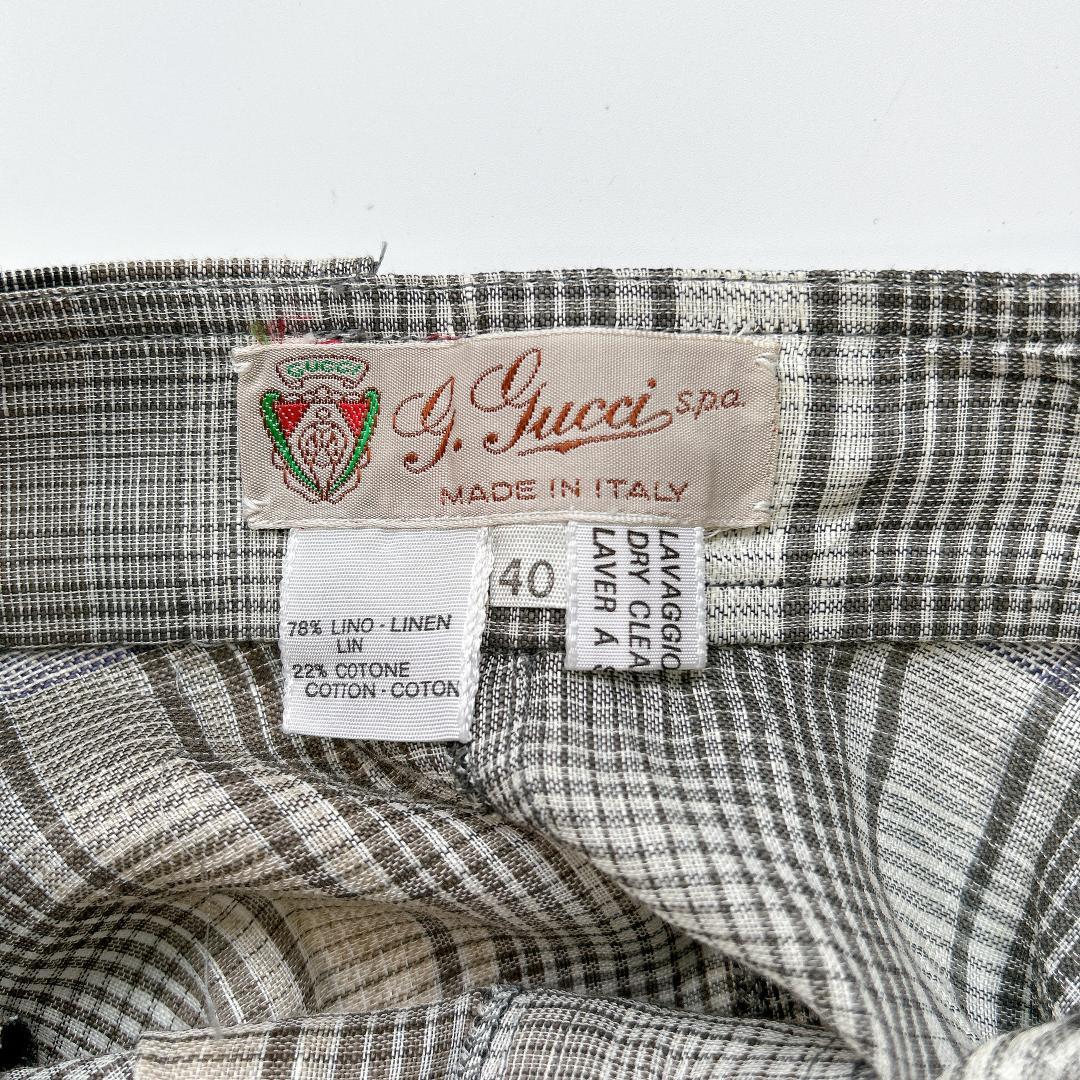 GUCCI
G. Gucci s.p.a.
MADE IN ITALY
78% LINO - LINEN
LIN
22% COTONE
COTTON - COTON
40
LAVAGGIO
DRY CLEA
LAVER À S